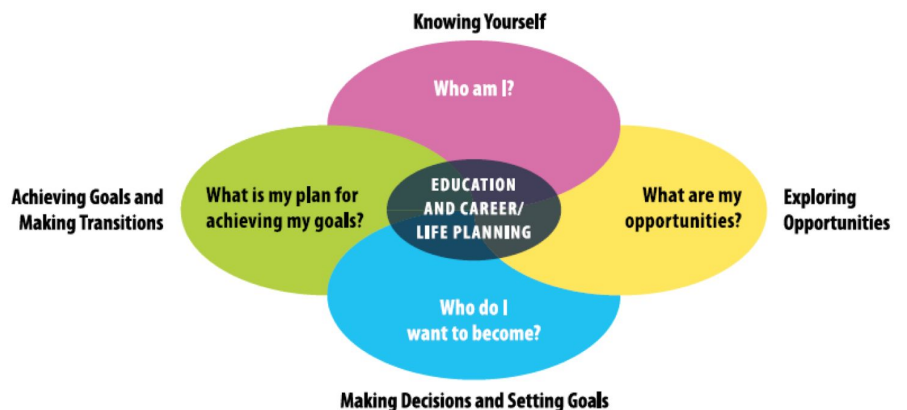 Knowing Yourself
Who am I?
Achieving Goals and
Making Transitions
What is my plan for
achieving my goals?
EDUCATION
AND CAREER/
LIFE PLANNING
What are my
opportunities?
Exploring
Opportunities
Who do I
want to become?
Making Decisions and Setting Goals